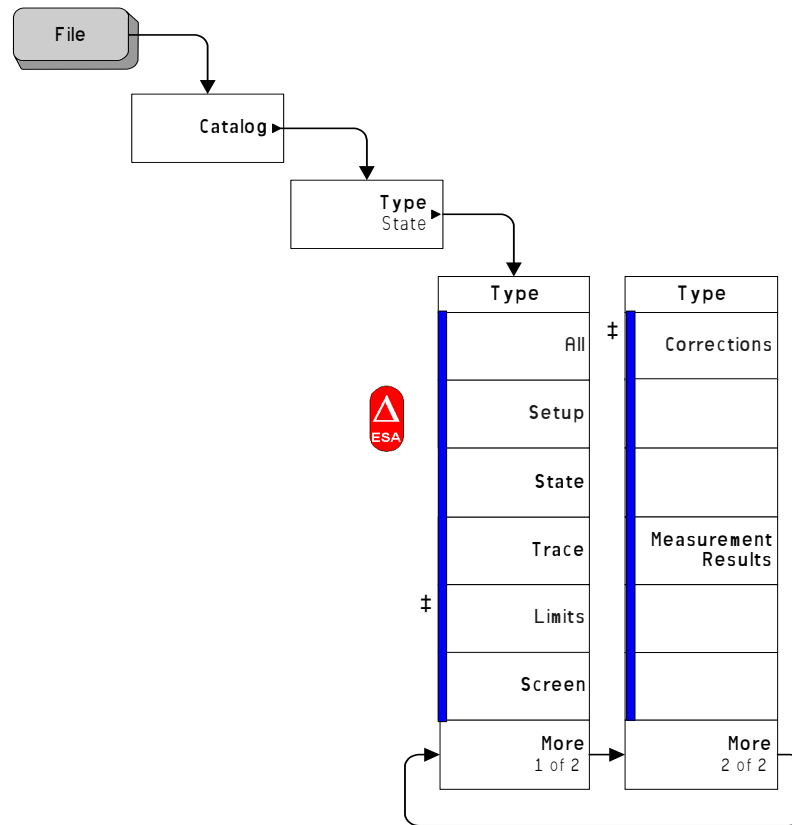 File
Catalog
Type
State
Type
All
Setup
State
Trace
Limits
Screen
More
1 of 2
Type
Corrections
Measurement
Results
More
2 of 2
‡
‡
ESA